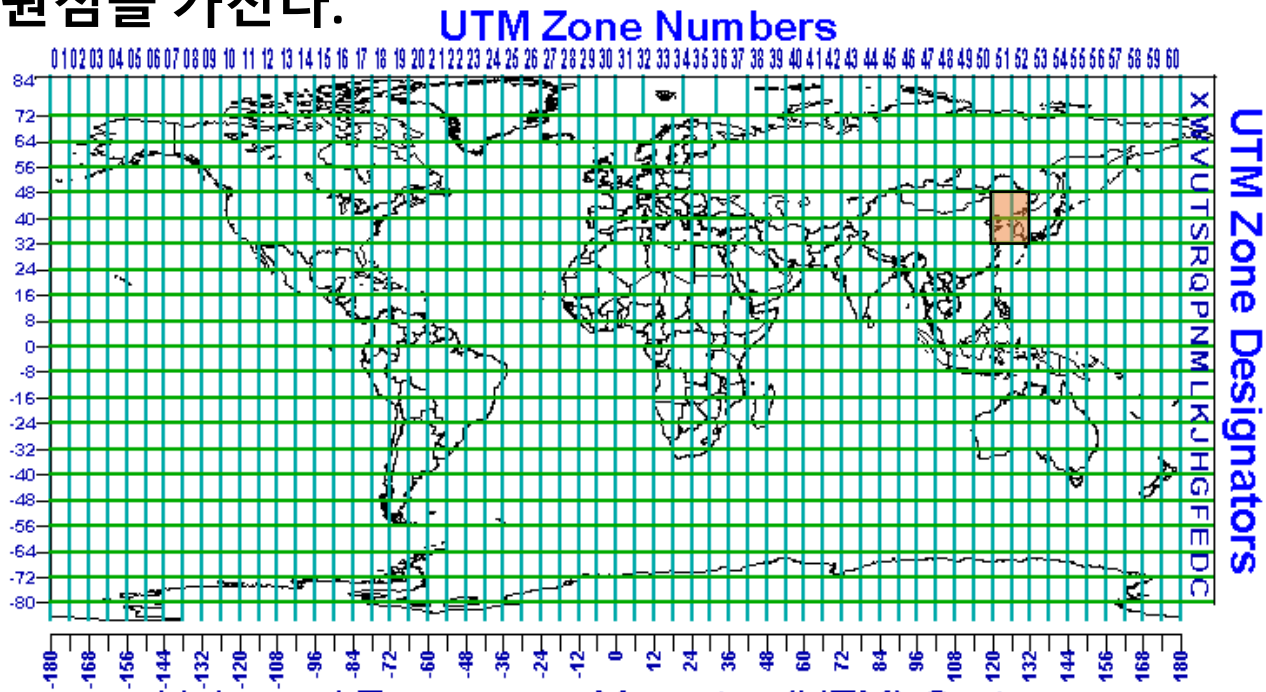 원점을 가진다.
UTM Zone Numbers
01 02 03 04 05 06 07 08 09 10 11 12 13 14 15 16 17 18 19 20 21 22 23 24 25 26 27 28 29 30 31 32 33 34 35 36 37 38 39 40 41 42 43 44 45 46 47 48 49 50 51 52 53 54 55 56 57 58 59 60
84
72
64
56
48
40
32
24
16
8
0
-8
-16
-24
-32
-40
-48
-56
-64
-72
-80
X
W
V
U
T
S
R
Q
P
N
M
L
K
J
H
G
F
E
D
C
UTM Zone Designators
-180 -168 -156 -144 -132 -120 -108 -96 -84 -72 -60 -48 -36 -24 -12 0 12 24 36 48 60 72 84 96 108 120 132 144 156 168 180